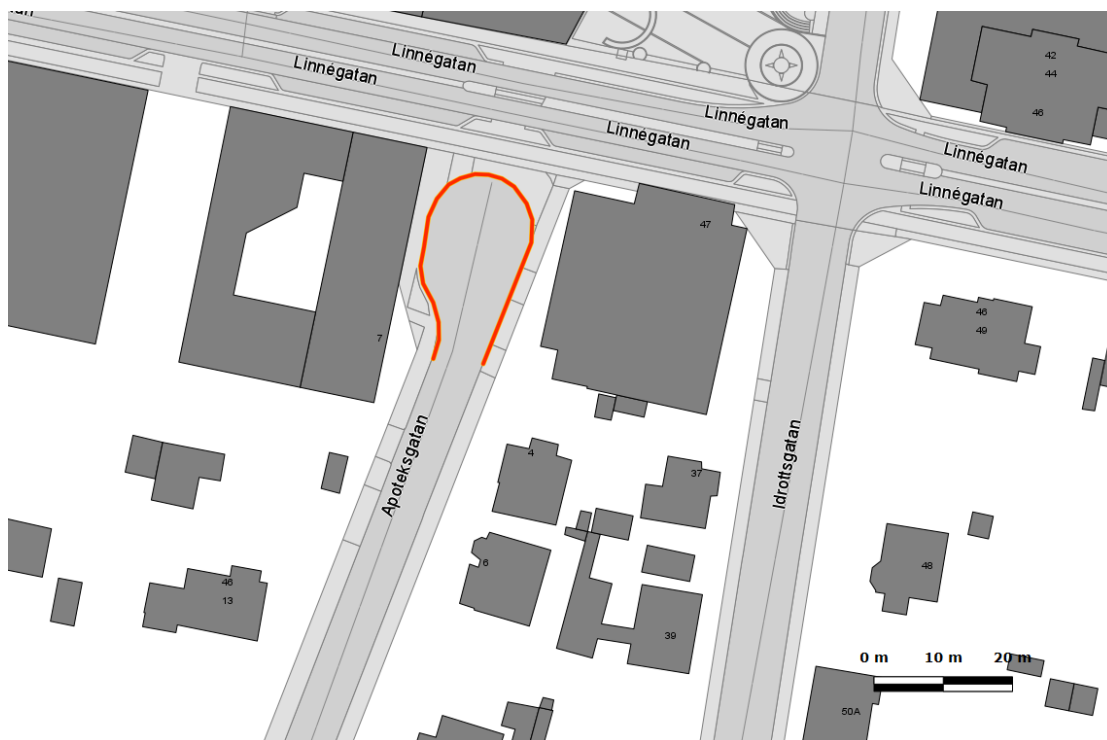 Linnégatan
Linnégatan
Linnégatan
Linnégatan
Linnégatan
Linnégatan
42
44
46
47
7
46
49
Apoteksgatan
Idrottsgatan
4
37
6
48
46
13
39
0 m 10 m 20 m
50A